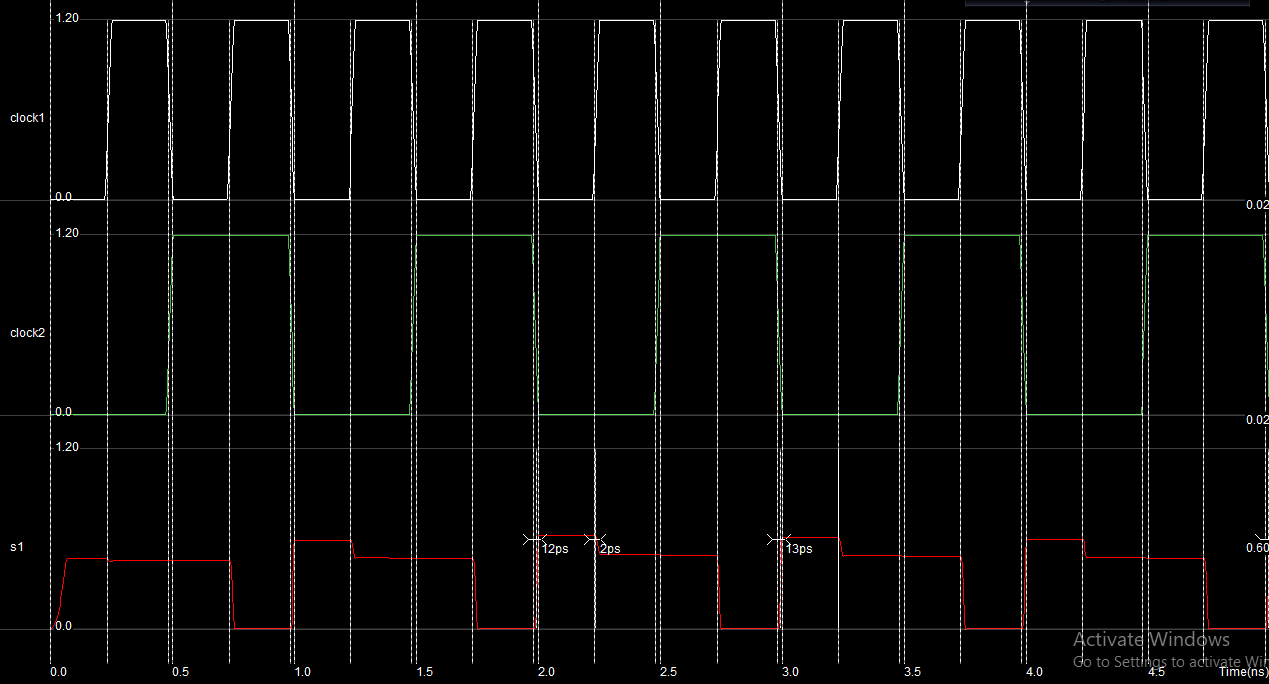 1.20
clock1
0.0
0.02
1.20
clock2
0.0
0.02
1.20
s1
12ps
2ps
13ps
0.60
0.0
Activate Windows
Go to Settings to activate Win
0.0 0.5 1.0 1.5 2.0 2.5 3.0 3.5 4.0 4.5 Time(ns)